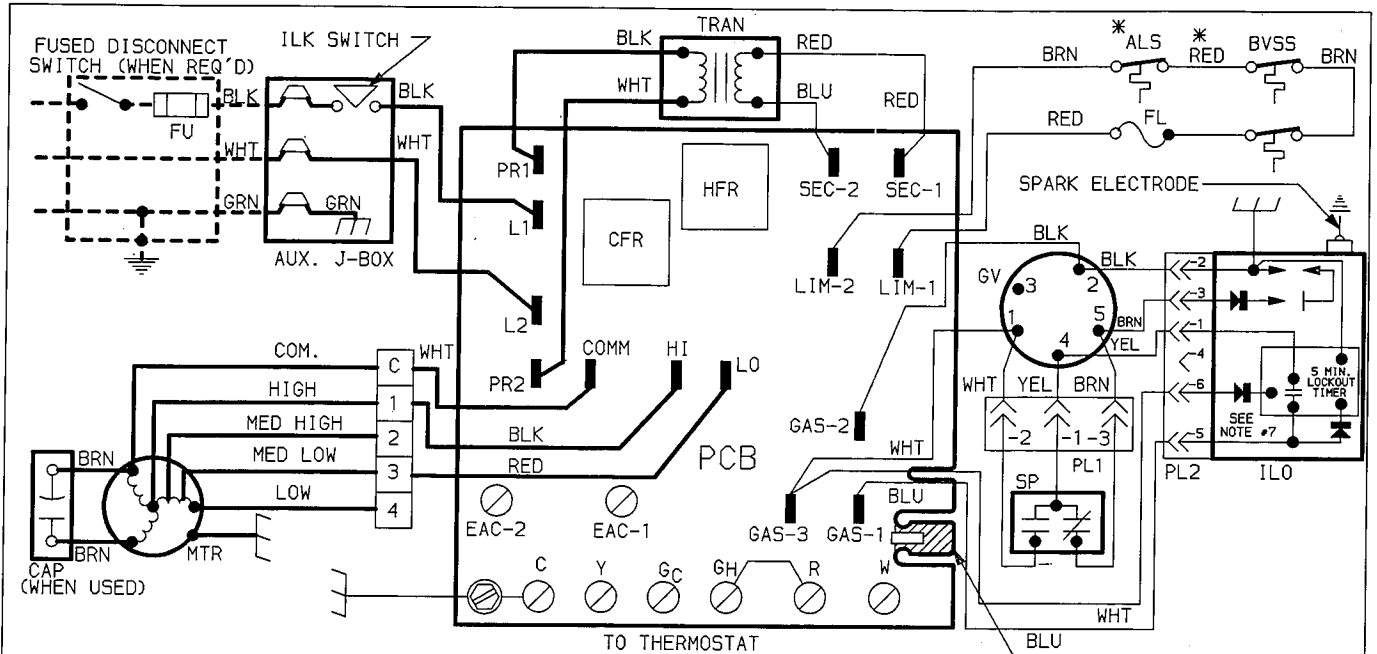 FUSED DISCONNECT
SWITCH (WHEN REQ'D)
ILK SWITCH
BLK
FU
BLK
WHT
WHT
GRN
GRN
AUX. J-BOX
TRAN
BLK
RED
WHT
BLU
RED
* ALS
* RED
BVSS
BRN
BRN
RED
FL
SPARK ELECTRODE
PR1
L1
L2
PR2
HFR
CFR
SEC-2
SEC-1
LIM-2
LIM-1
BLK
BLK
GV
3
2
1
5
4
BRN
YEL
WHT
YEL
BRN
-2
-1
-3
PL1
SP
-2
-3
-1
-4
-6
-5
PL2
5 MIN.
LOCKOUT
TIMER
SEE
NOTE #7
ILO
COM.
HIGH
MED HIGH
MED LOW
LOW
C
1
2
3
4
WHT
COMM
HI
LO
BLK
RED
PCB
GAS-2
WHT
GAS-3
GAS-1
BLU
EAC-2
EAC-1
BRN
BRN
MTR
CAP
(WHEN USED)
C
Y
GC
GH
R
W
TO THERMOSTAT
WHT
BLU